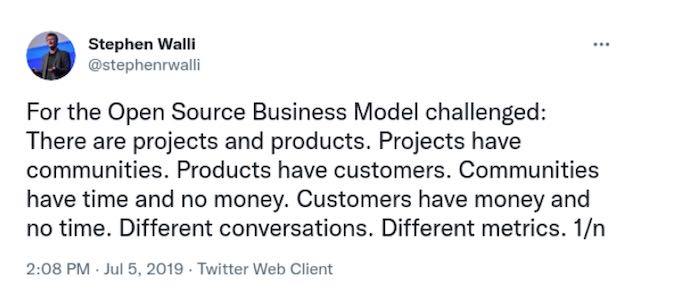 Stephen Walli
@stephenrwalli
For the Open Source Business Model challenged:
There are projects and products. Projects have
communities. Products have customers. Communities
have time and no money. Customers have money and
no time. Different conversations. Different metrics. 1/n
2:08 PM · Jul 5, 2019 · Twitter Web Client